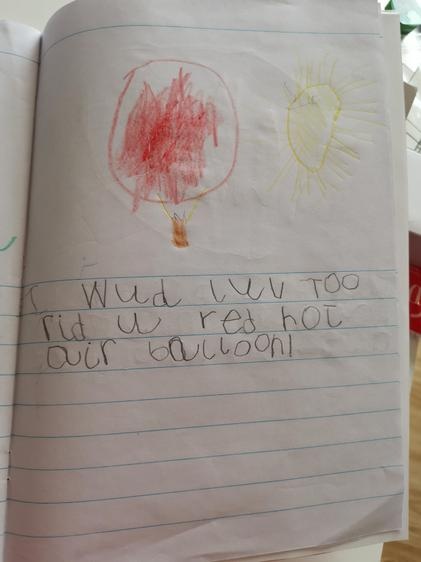 I Wud luv TOO
rid u red hot
air balloon!